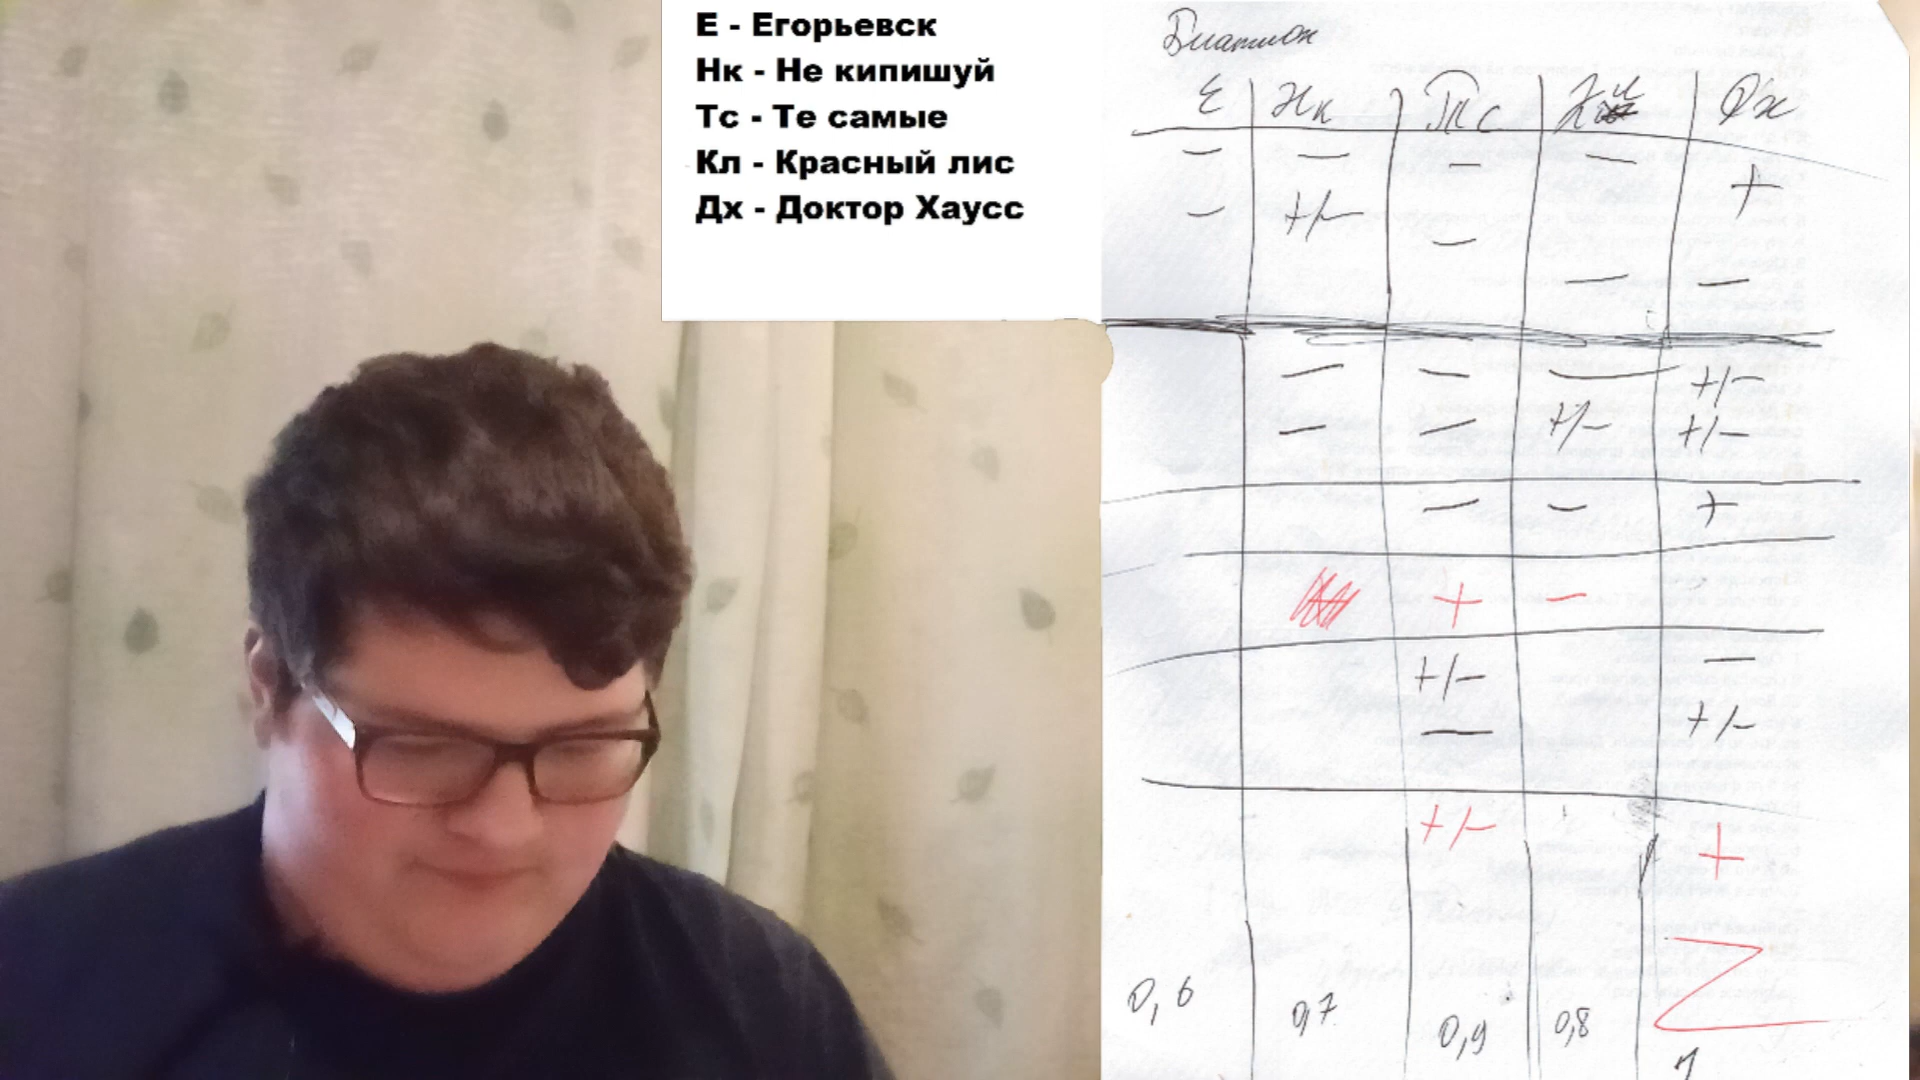 Е - Егорьевск
Нк - Не кипишуй
Тс - Те самые
Кл - Красный лис
Дх - Доктор Хаусс
Биатлон
Е Нк Тс Кл Дх
- - - -
+
- +/-
-
- -
- - - +/-
- - +/- +/-
- - +
+ -
+/- -
- +/-
+/- +
0,6 0,7 0,9 0,8 1